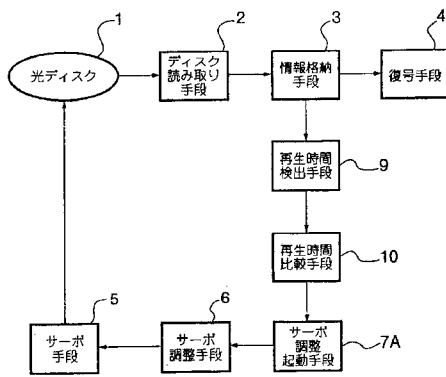 1
2
3
4
光ディスク
ディスク
読み取り
手段
情報格納
手段
復号手段
再生時間
検出手段
9
再生時間
比較手段
10
5
6
サーボ
手段
サーボ
調整手段
サーボ
調整
起動手段
7A